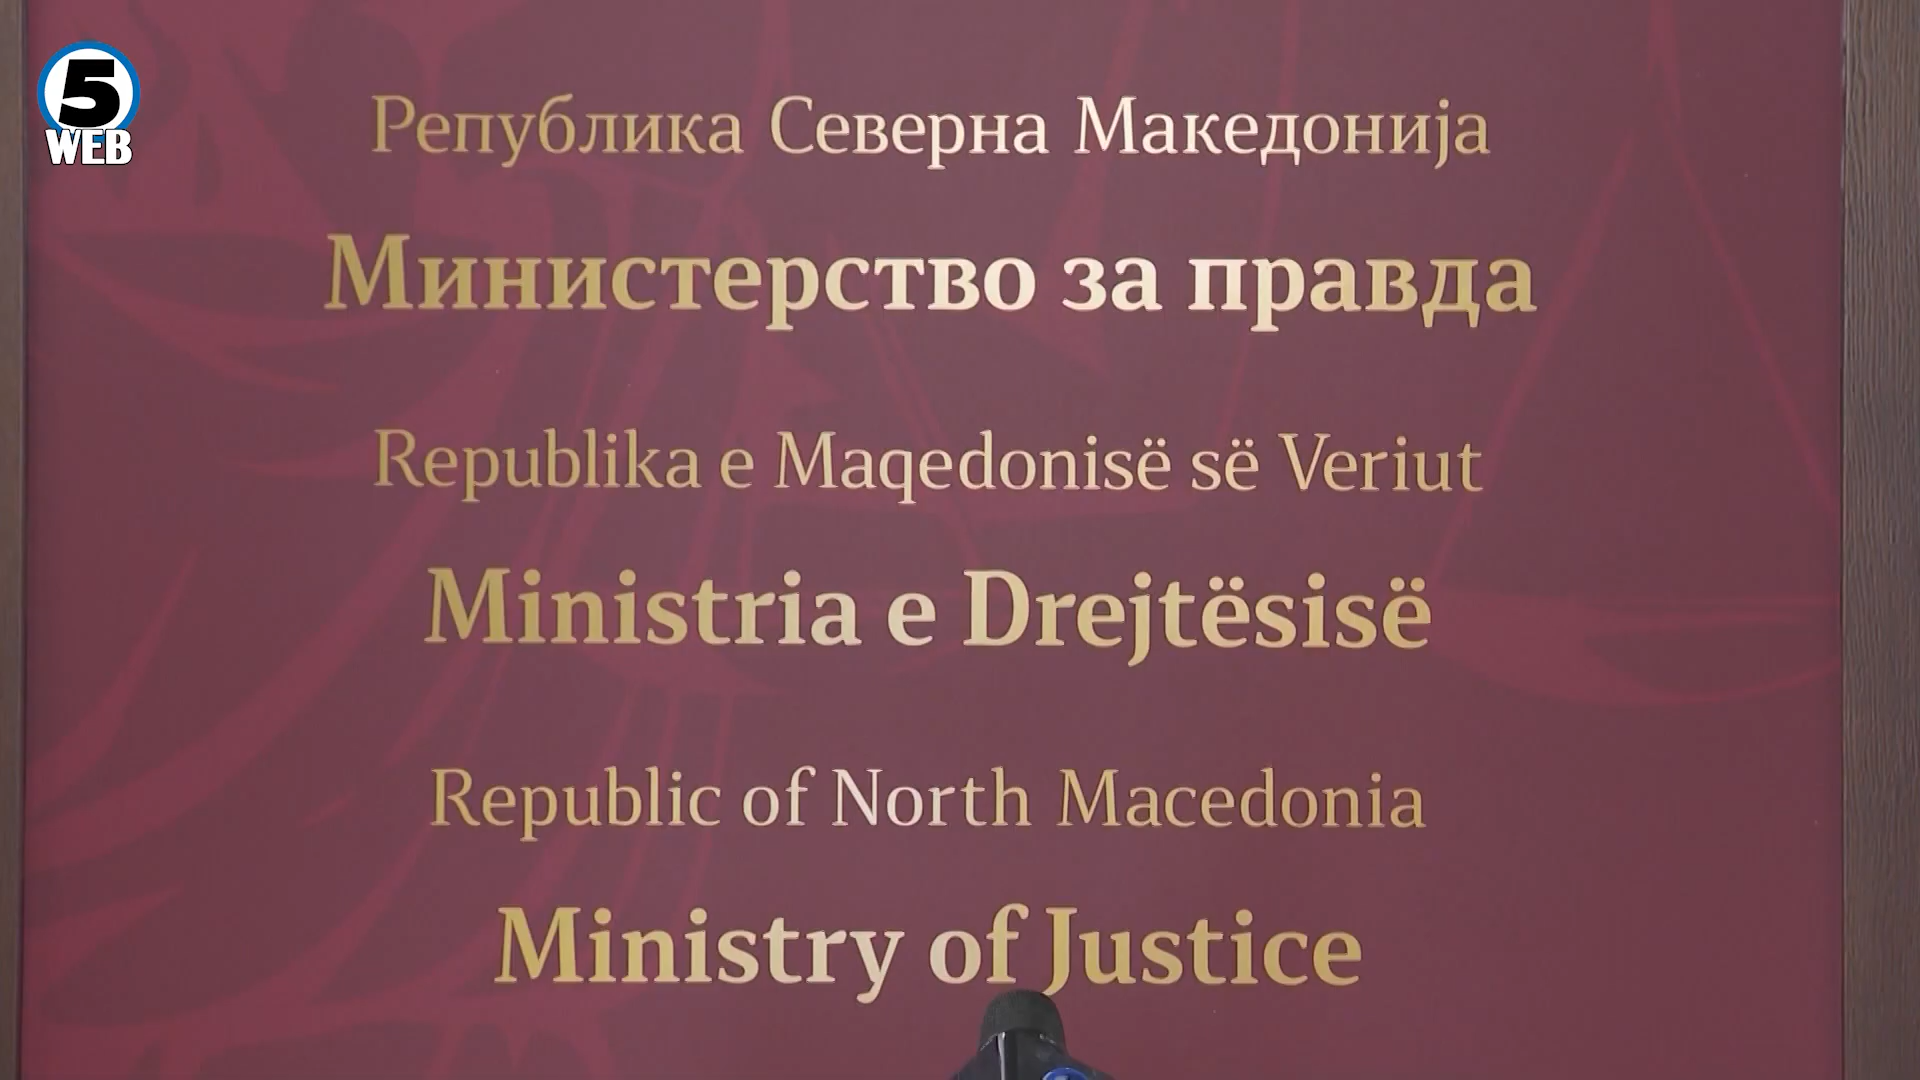 5
WEB
Република Северна Македонија
Министерство за правда
Republika e Maqedonisë së Veriut
Ministria e Drejtësisë
Republic of North Macedonia
Ministry of Justice